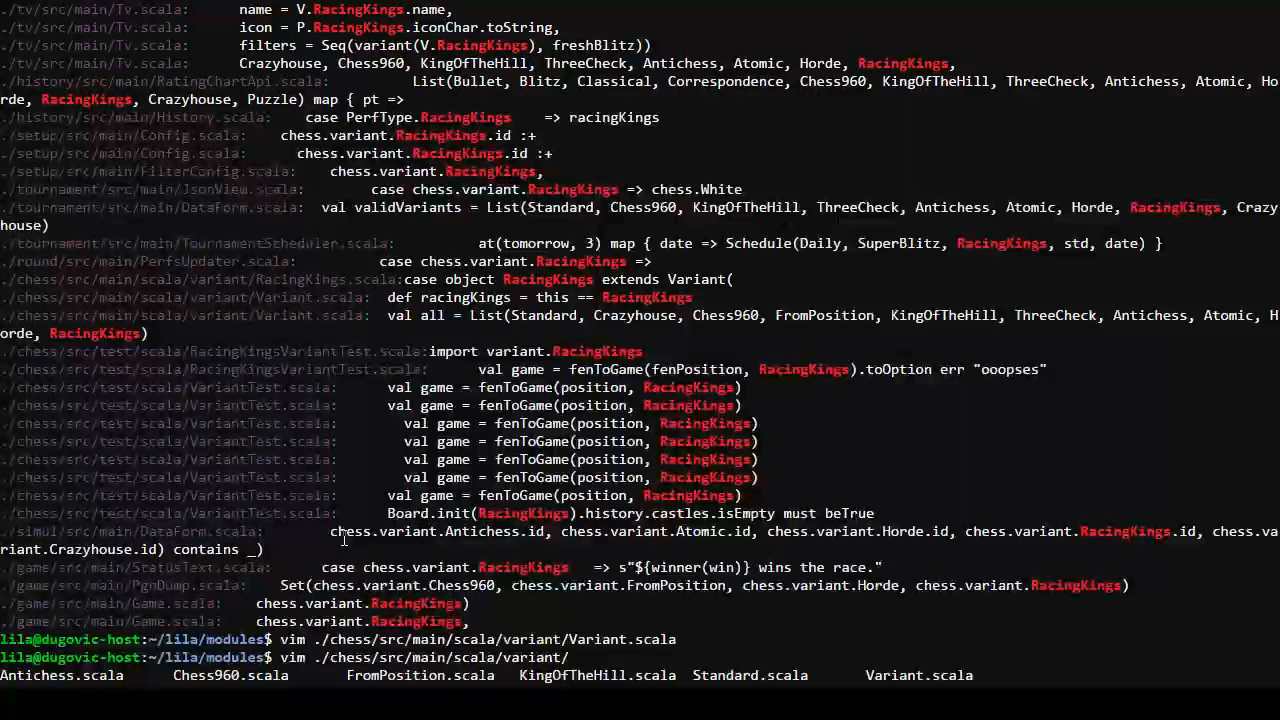 ./tv/src/main/Tv.scala:      name = V.RacingKings.name,
./tv/src/main/Tv.scala:      icon = P.RacingKings.iconChar.toString,
./tv/src/main/Tv.scala:      filters = Seq(variant(V.RacingKings), freshBlitz))
./tv/src/main/Tv.scala:      Crazyhouse, Chess960, KingOfTheHill, ThreeCheck, Antichess, Atomic, Horde, RacingKings,
./history/src/main/RatingChartApi.scala:               List(Bullet, Blitz, Classical, Correspondence, Chess960, KingOfTheHill, ThreeCheck, Antichess, Atomic, Ho
rde, RacingKings, Crazyhouse, Puzzle) map { pt =>
./history/src/main/History.scala:    case PerfType.RacingKings    => racingKings
./setup/src/main/Config.scala:    chess.variant.RacingKings.id :+
./setup/src/main/Config.scala:      chess.variant.RacingKings.id :+
./setup/src/main/FilterConfig.scala:    chess.variant.RacingKings,
./tournament/src/main/JsonView.scala:         case chess.variant.RacingKings => chess.White
./tournament/src/main/DataForm.scala:  val validVariants = List(Standard, Chess960, KingOfTheHill, ThreeCheck, Antichess, Atomic, Horde, RacingKings, Crazy
house)
./tournament/src/main/TournamentScheduler.scala:           at(tomorrow, 3) map { date => Schedule(Daily, SuperBlitz, RacingKings, std, date) }
./round/src/main/PerfsUpdater.scala:            case chess.variant.RacingKings =>
./chess/src/main/scala/variant/RacingKings.scala:case object RacingKings extends Variant(
./chess/src/main/scala/variant/Variant.scala:  def racingKings = this == RacingKings
./chess/src/main/scala/variant/Variant.scala:  val all = List(Standard, Crazyhouse, Chess960, FromPosition, KingOfTheHill, ThreeCheck, Antichess, Atomic, H
orde, RacingKings)
./chess/src/test/scala/RacingKingsVariantTest.scala:import variant.RacingKings
./chess/src/test/scala/RacingKingsVariantTest.scala:      val game = fenToGame(fenPosition, RacingKings).toOption err "ooopses"
./chess/src/test/scala/VariantTest.scala:      val game = fenToGame(position, RacingKings)
./chess/src/test/scala/VariantTest.scala:      val game = fenToGame(position, RacingKings)
./chess/src/test/scala/VariantTest.scala:        val game = fenToGame(position, RacingKings)
./chess/src/test/scala/VariantTest.scala:        val game = fenToGame(position, RacingKings)
./chess/src/test/scala/VariantTest.scala:        val game = fenToGame(position, RacingKings)
./chess/src/test/scala/VariantTest.scala:        val game = fenToGame(position, RacingKings)
./chess/src/test/scala/VariantTest.scala:      val game = fenToGame(position, RacingKings)
./chess/src/test/scala/VariantTest.scala:      Board.init(RacingKings).history.castles.isEmpty must beTrue
./simul/src/main/DataForm.scala:        chess.variant.Antichess.id, chess.variant.Atomic.id, chess.variant.Horde.id, chess.variant.RacingKings.id, chess.va
riant.Crazyhouse.id) contains _)
./game/src/main/StatusText.scala:      case chess.variant.RacingKings   => s"${winner(win)} wins the race."
./game/src/main/PgnDump.scala:    Set(chess.variant.Chess960, chess.variant.FromPosition, chess.variant.Horde, chess.variant.RacingKings)
./game/src/main/Game.scala:    chess.variant.RacingKings)
./game/src/main/Game.scala:    chess.variant.RacingKings,
lila@dugovic-host:~/lila/modules$ vim ./chess/src/main/scala/variant/Variant.scala
lila@dugovic-host:~/lila/modules$ vim ./chess/src/main/scala/variant/
Antichess.scala      Chess960.scala       FromPosition.scala   KingOfTheHill.scala  Standard.scala       Variant.scala